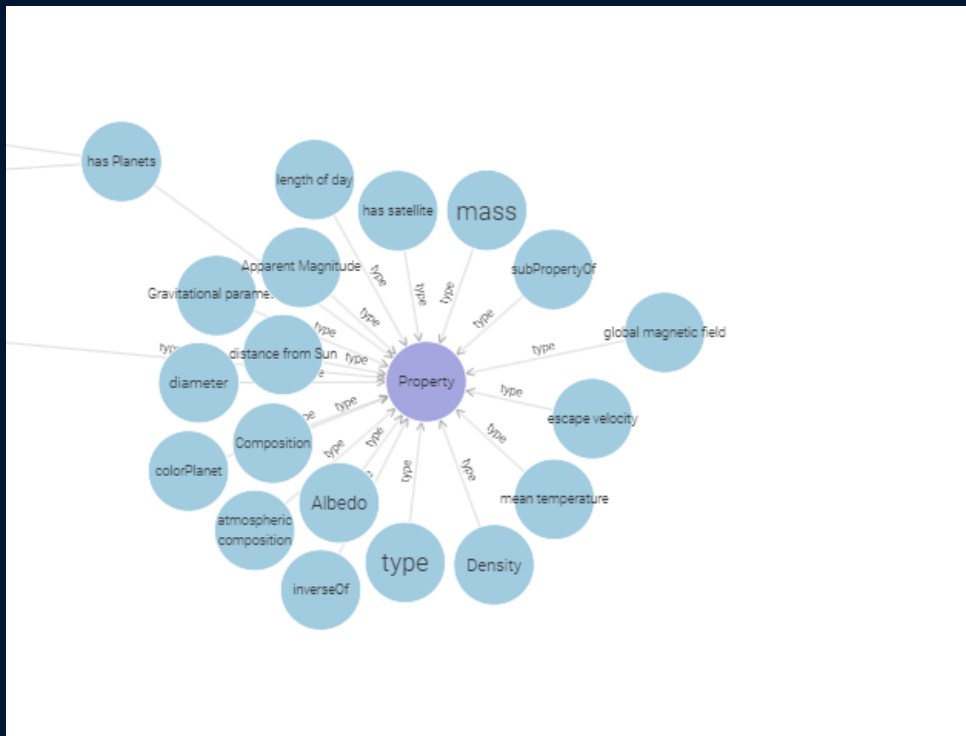 has Planets
length of day
has satellite
mass
Apparent Magnitude
subPropertyOf
Gravitational parame
type
type
type
type
type
type
global magnetic field
type
distance from Sun
type
diameter
Property
type
type
escape velocity
Composition
type
type
type
type
colorPlanet
type
mean temperature
Albedo
atmospheric
composition
type
Density
inverseOf